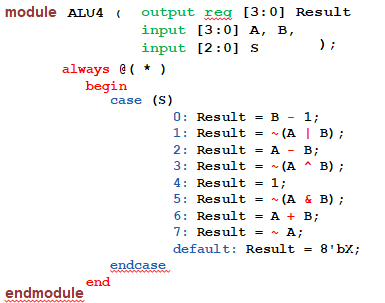 module ALU4 ( output reg [3:0] Result
input [3:0] A, B,
input [2:0] S );
always @( * )
begin
case (S)
0: Result = B - 1;
1: Result = ~(A | B);
2: Result = A - B;
3: Result = ~(A ^ B);
4: Result = 1;
5: Result = ~(A & B);
6: Result = A + B;
7: Result = ~ A;
default: Result = 8'bX;
endcase
end
endmodule